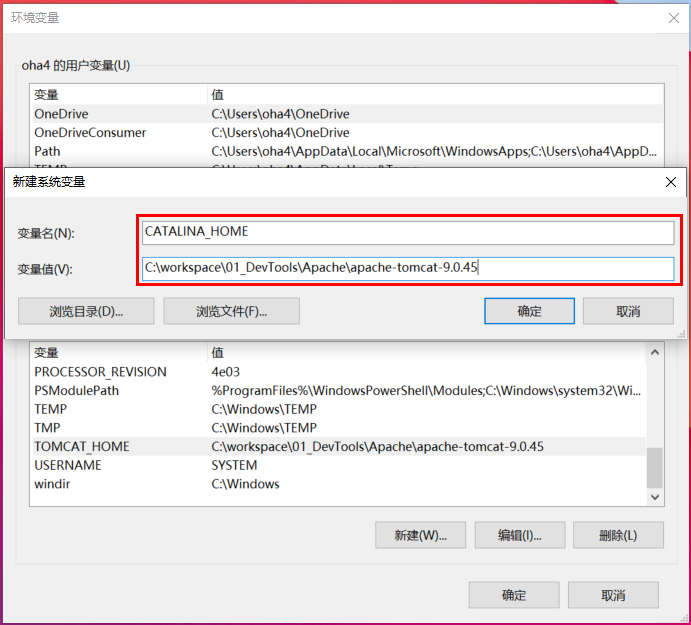 环境变量
oha4 的用户变量(U)
变量 值
OneDrive C:\Users\oha4\OneDrive
OneDriveConsumer C:\Users\oha4\OneDrive
Path C:\Users\oha4\AppData\Local\Microsoft\WindowsApps;C:\Users\oha4\AppD...
新建系统变量
变量名(N): CATALINA_HOME
变量值(V): C:\workspace\01_DevTools\Apache\apache-tomcat-9.0.45
浏览目录(D)... 浏览文件(F)... 确定 取消
变量 值
PROCESSOR_REVISION 4e03
PSModulePath %ProgramFiles%\WindowsPowerShell\Modules;C:\Windows\system32\Wi...
TEMP C:\Windows\TEMP
TMP C:\Windows\TEMP
TOMCAT_HOME C:\workspace\01_DevTools\Apache\apache-tomcat-9.0.45
USERNAME SYSTEM
windir C:\Windows
新建(W)... 编辑(I)... 删除(L)
确定 取消